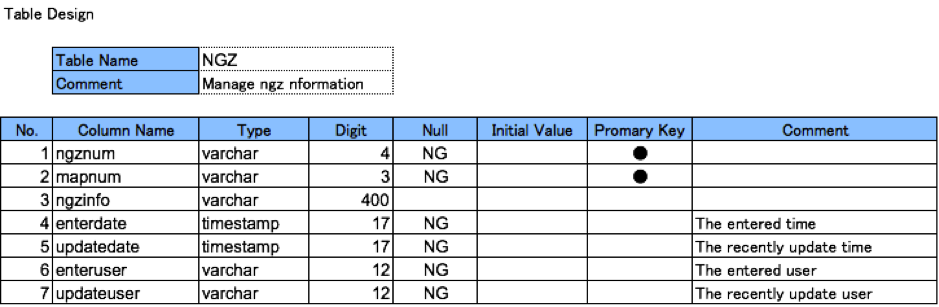 Table Design
Table Name NGZ
Comment Manage ngz nformation
No. Column Name Type Digit Null Initial Value Promary Key Comment
1 ngznum varchar 4 NG ●
2 mapnum varchar 3 NG ●
3 ngzinfo varchar 400
4 enterdate timestamp 17 NG The entered time
5 updatedate timestamp 17 NG The recently update time
6 enteruser varchar 12 NG The entered user
7 updateuser varchar 12 NG The recently update user